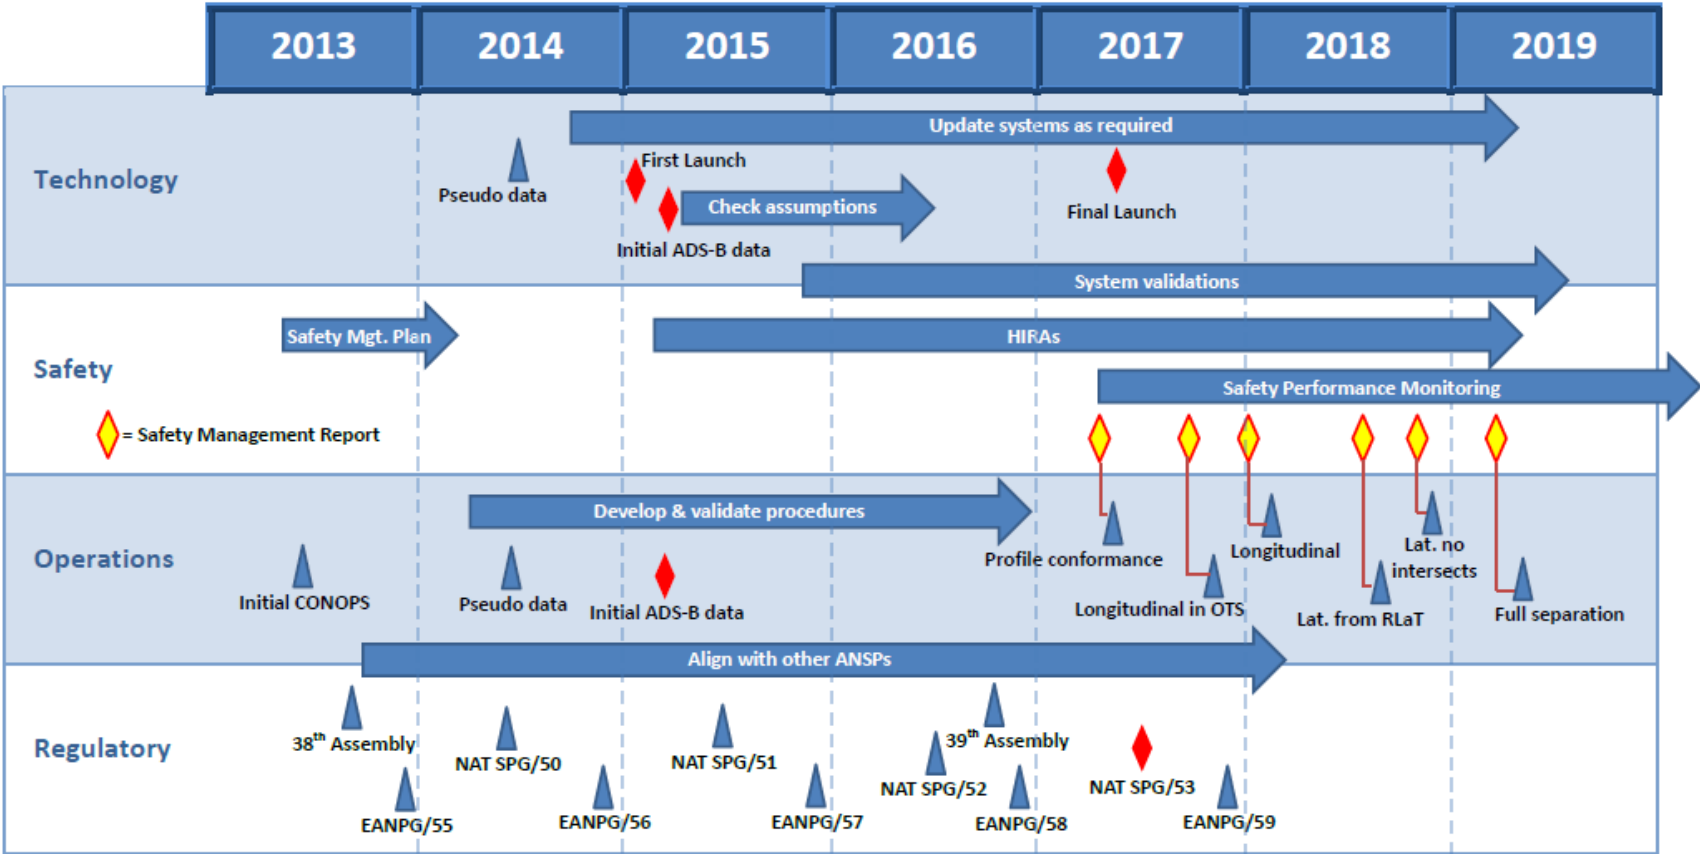 2013 2014 2015 2016 2017 2018 2019
Technology
Update systems as required
Pseudo data
First Launch
Check assumptions
Initial ADS-B data
Final Launch
System validations
Safety
Safety Mgt. Plan
HIRAs
Safety Performance Monitoring
= Safety Management Report
Operations
Develop & validate procedures
Initial CONOPS
Pseudo data
Initial ADS-B data
Profile conformance
Longitudinal in OTS
Longitudinal
Lat. from RLaT
Lat. no
intersects
Full separation
Align with other ANSPs
Regulatory
38th Assembly
EANPG/55
NAT SPG/50
EANPG/56
NAT SPG/51
EANPG/57
NAT SPG/52
39th Assembly
EANPG/58
NAT SPG/53
EANPG/59